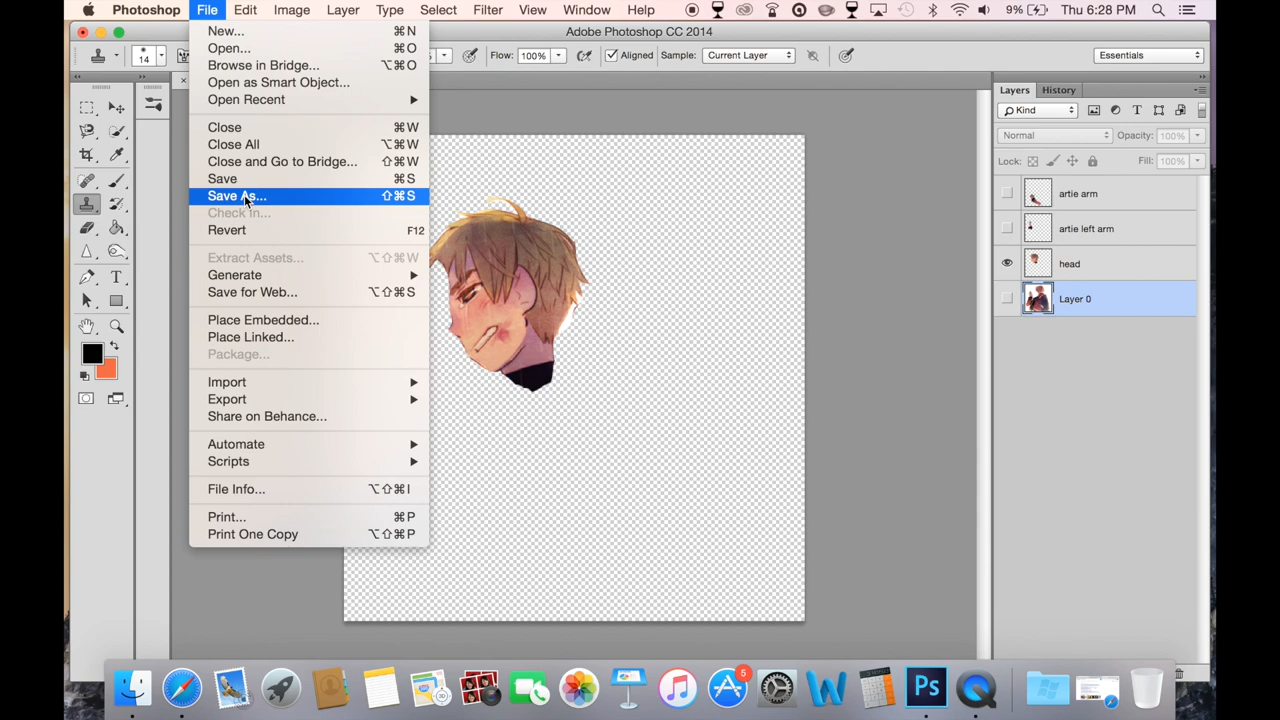 Photoshop File Edit Image Layer Type Select Filter View Window Help 9% Thu 6:28 PM
Adobe Photoshop CC 2014
14 Flow: 100% Aligned Sample: Current Layer Essentials
New... ⌘N
Open... ⌘O
Browse in Bridge... ⌥⌘O
Open as Smart Object...
Open Recent
Close ⌘W
Close All ⌥⌘W
Close and Go to Bridge... ⇧⌘W
Save ⌘S
Save As... ⇧⌘S
Check In...
Revert F12
Extract Assets... ⌥⇧⌘W
Generate
Save for Web... ⌥⇧⌘S
Place Embedded...
Place Linked...
Package...
Import
Export
Share on Behance...
Automate
Scripts
File Info... ⌥⇧⌘I
Print... ⌘P
Print One Copy ⌥⇧⌘P
Layers History
Kind
Normal Opacity: 100%
Lock: Fill: 100%
artie arm
artie left arm
head
Layer 0
5
Ps